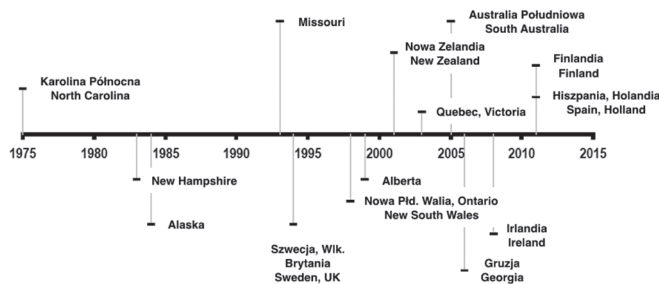 Missouri
Australia Południowa
South Australia
Nowa Zelandia
New Zealand
Finlandia
Finland
Karolina Północna
North Carolina
Hiszpania, Holandia
Spain, Holland
Quebec, Victoria
1975 1980 1985 1990 1995 2000 2005 2010 2015
New Hampshire
Alberta
Nowa Płd. Walia, Ontario
New South Wales
Alaska
Irlandia
Ireland
Szwecja, Wlk.
Brytania
Sweden, UK
Gruzja
Georgia